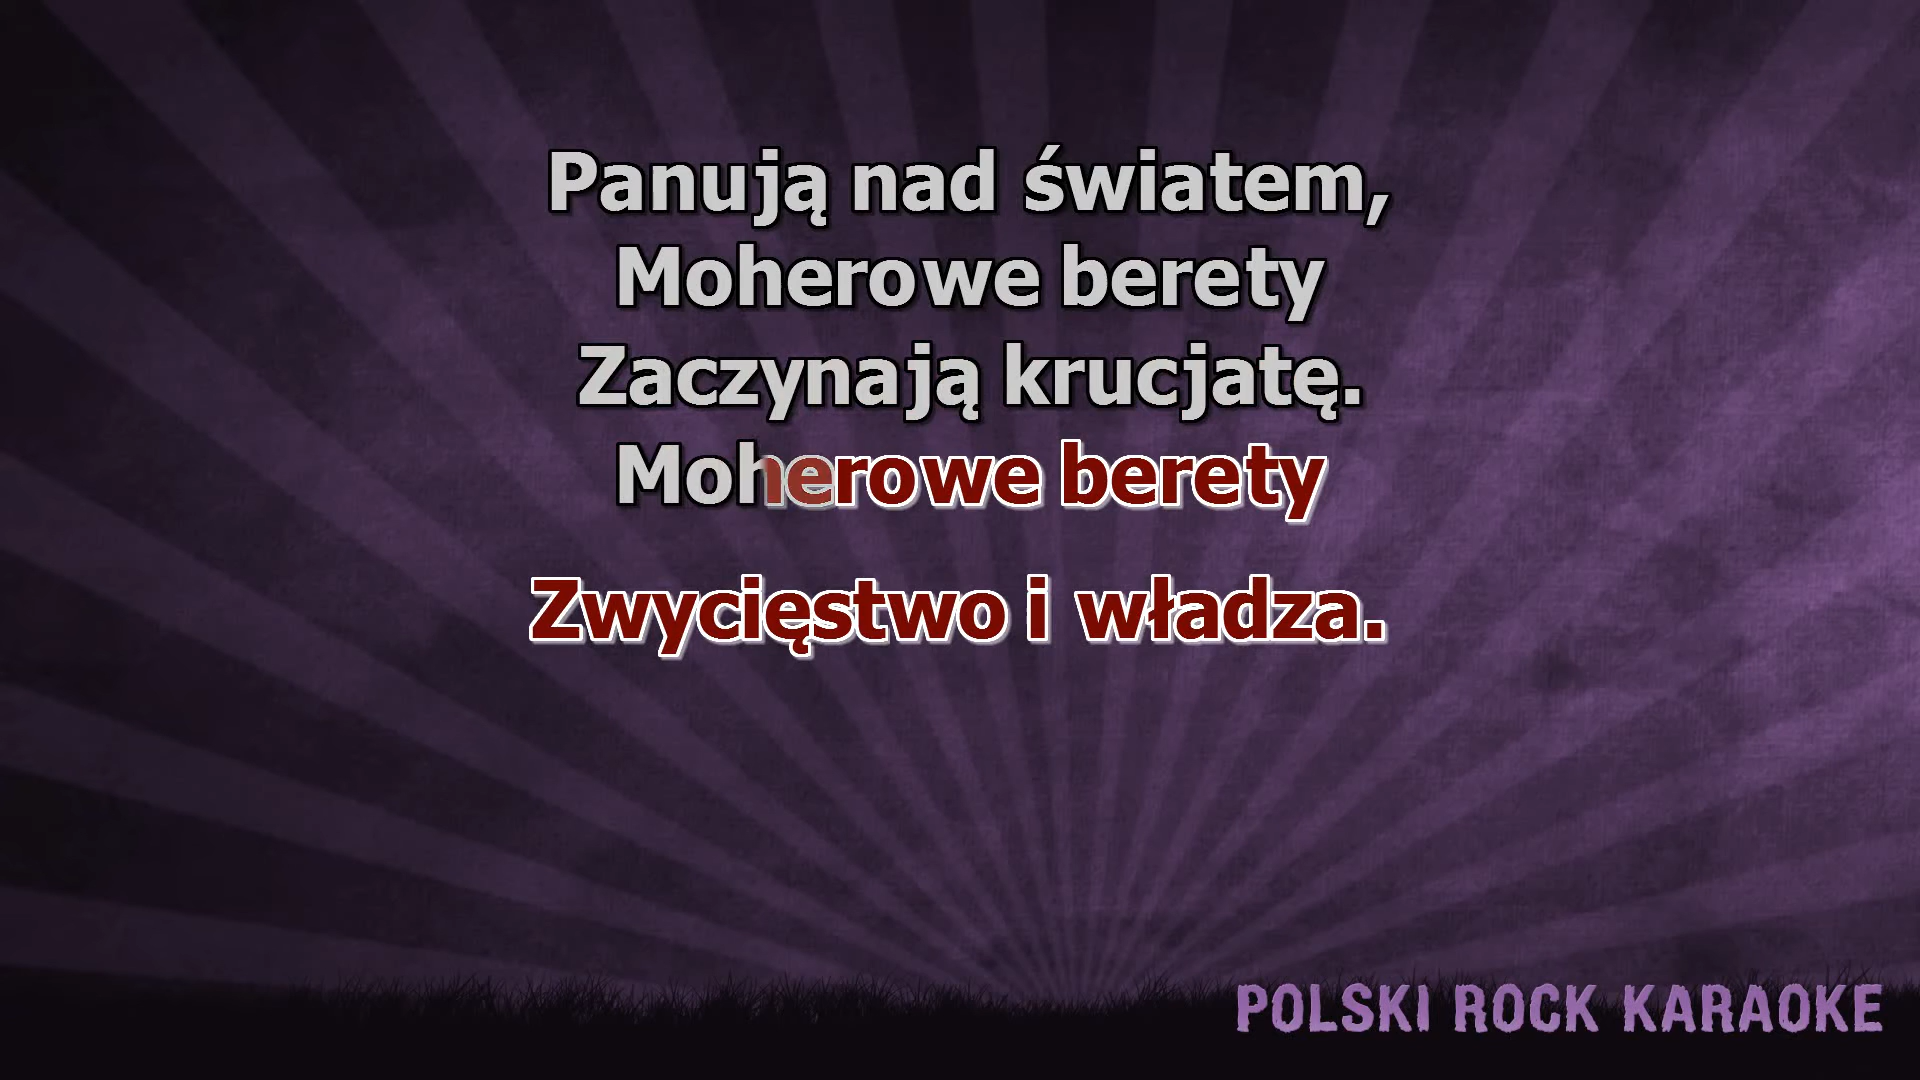 Panują nad światem,
Moherowe berety
Zaczynają krucjatę.
Moherowe berety
Zwycięstwo i władza.
POLSKI ROCK KARAOKE